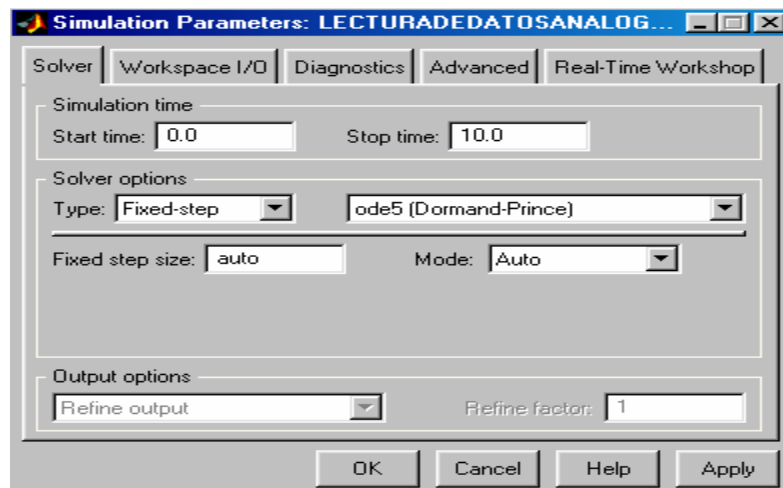 Simulation Parameters: LECTURADEDATOSANALOG...
Solver Workspace I/O Diagnostics Advanced Real-Time Workshop
Simulation time
Start time: 0.0 Stop time: 10.0
Solver options
Type: Fixed-step ode5 (Dormand-Prince)
Fixed step size: auto Mode: Auto
Output options
Refine output Refine factor: 1
OK Cancel Help Apply